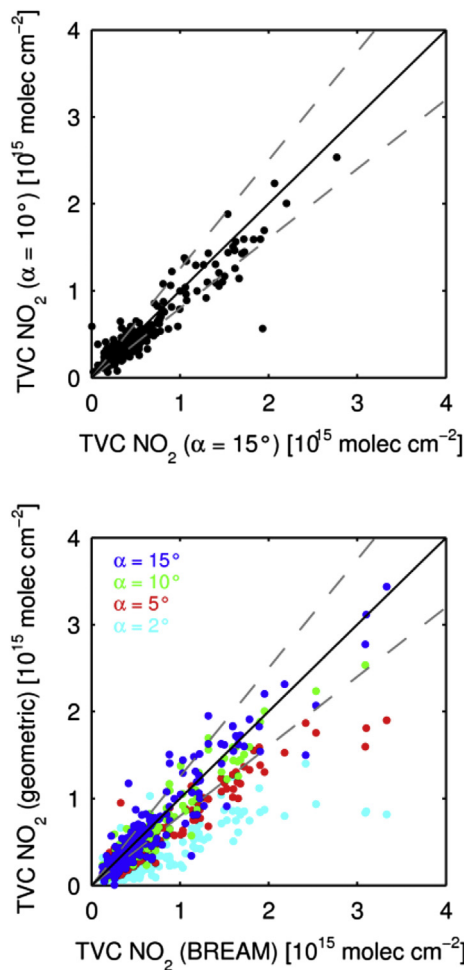 4
3
2
1
0
TVC NO2 (α = 10°) [10^15 molec cm^-2]
0 1 2 3 4
TVC NO2 (α = 15°) [10^15 molec cm^-2]
4
3
2
1
0
TVC NO2 (geometric) [10^15 molec cm^-2]
α = 15°
α = 10°
α = 5°
α = 2°
0 1 2 3 4
TVC NO2 (BREAM) [10^15 molec cm^-2]